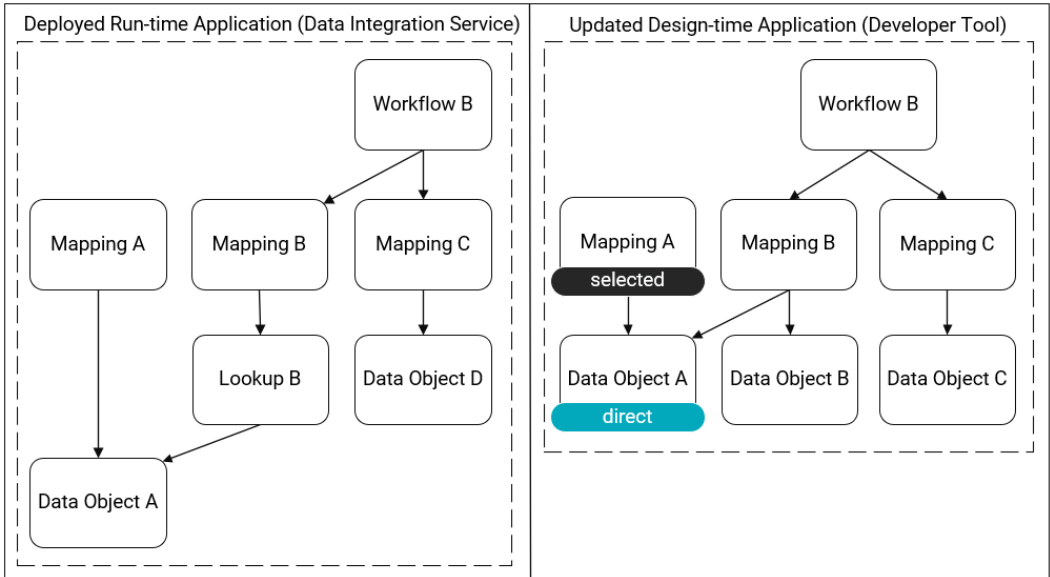 Deployed Run-time Application (Data Integration Service)
Workflow B
Mapping A
Mapping B
Mapping C
Lookup B
Data Object D
Data Object A
Updated Design-time Application (Developer Tool)
Workflow B
Mapping A
selected
Mapping B
Mapping C
Data Object A
direct
Data Object B
Data Object C